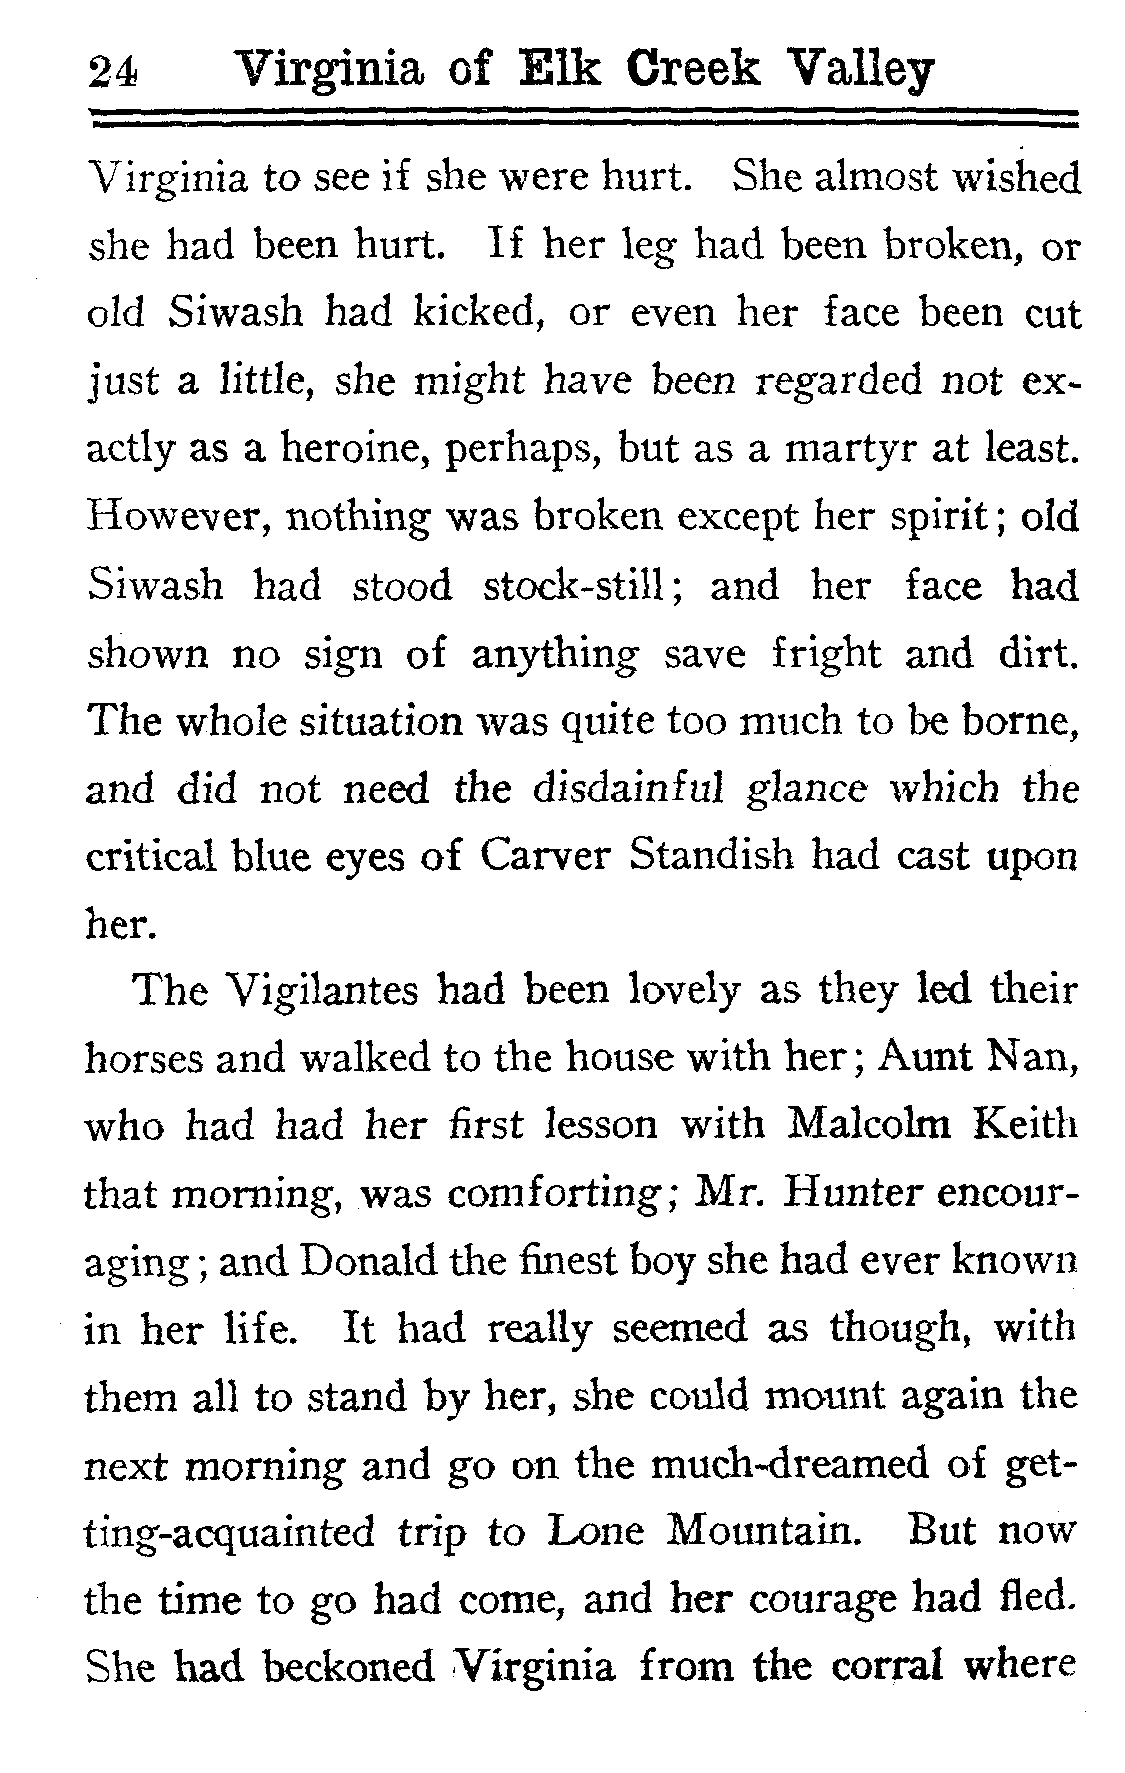 24 Virginia of Elk Creek Valley
Virginia to see if she were hurt. She almost wished
she had been hurt. If her leg had been broken, or
old Siwash had kicked, or even her face been cut
just a little, she might have been regarded not ex-
actly as a heroine, perhaps, but as a martyr at least.
However, nothing was broken except her spirit; old
Siwash had stood stock-still; and her face had
shown no sign of anything save fright and dirt.
The whole situation was quite too much to be borne,
and did not need the disdainful glance which the
critical blue eyes of Carver Standish had cast upon
her.
The Vigilantes had been lovely as they led their
horses and walked to the house with her; Aunt Nan,
who had had her first lesson with Malcolm Keith
that morning, was comforting; Mr. Hunter encour-
aging; and Donald the finest boy she had ever known
in her life. It had really seemed as though, with
them all to stand by her, she could mount again the
next morning and go on the much-dreamed of get-
ting-acquainted trip to Lone Mountain. But now
the time to go had come, and her courage had fled.
She had beckoned Virginia from the corral where